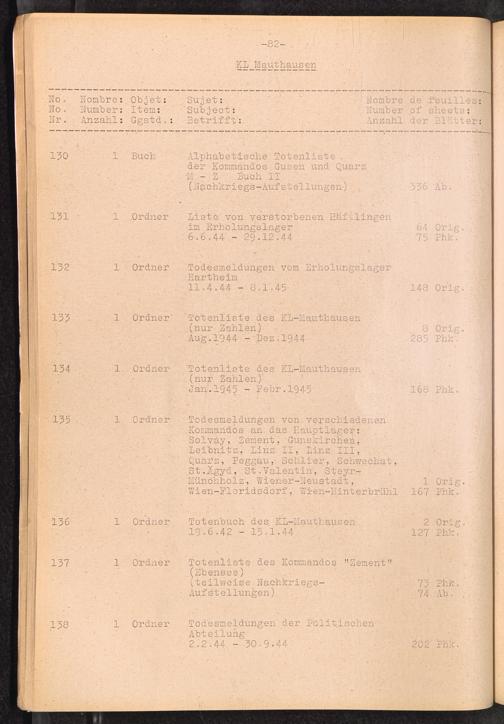 -82-
KL Mauthausen
No. Nombre: Objet: Sujet: Nombre de feuilles:
No. Number: Item: Subject: Number of sheets:
Nr. Anzahl: Ggstd.: Betrifft: Anzahl der Blätter:
130 1 Buch Alphabetische Totenliste
der Kommandos Gusen und Quarz
M - Z Buch II
(Nachkriegs-Aufstellungen) 336 Ab.
131 1 Ordner Liste von verstorbenen Häftlingen
im Erholungslager 64 Orig.
6.6.44 - 29.12.44 75 Phk.
132 1 Ordner Todesmeldungen vom Erholungslager
Hartheim
11.4.44 - 8.1.45 148 Orig.
133 1 Ordner Totenliste des KL-Mauthausen
(nur Zahlen) 8 Orig.
Aug.1944 - Dez.1944 285 Phk.
134 1 Ordner Totenliste des KL-Mauthausen
(nur Zahlen)
Jan.1945 - Febr.1945 168 Phk.
135 1 Ordner Todesmeldungen von verschiedenen
Kommandos an das Hauptlager:
Solvay, Zement, Gunskirchen,
Leibnitz, Linz II, Linz III,
Quarz, Peggau, Schlier, Schwechat,
St.Ägyd, St.Valentin, Steyr-
Münchholz, Wiener-Neustadt, 1 Orig.
Wien-Floridsdorf, Wien-Hinterbrühl 167 Phk.
136 1 Ordner Totenbuch des KL-Mauthausen 2 Orig.
19.6.42 - 15.1.44 127 Phk.
137 1 Ordner Totenliste des Kommandos "Zement"
(Ebensee)
(teilweise Nachkriegs- 73 Phk.
Aufstellungen) 74 Ab.
138 1 Ordner Todesmeldungen der Politischen
Abteilung
2.2.44 - 30.9.44 202 Phk.